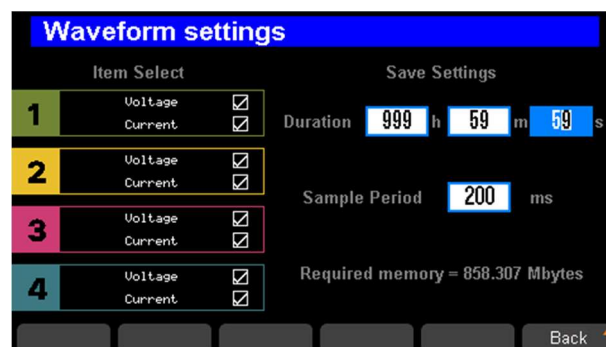 Waveform settings
Item Select
Save Settings
1
Voltage
Current
2
Voltage
Current
3
Voltage
Current
4
Voltage
Current
Duration 999 h 59 m 59 s
Sample Period 200 ms
Required memory = 858.307 Mbytes
Back